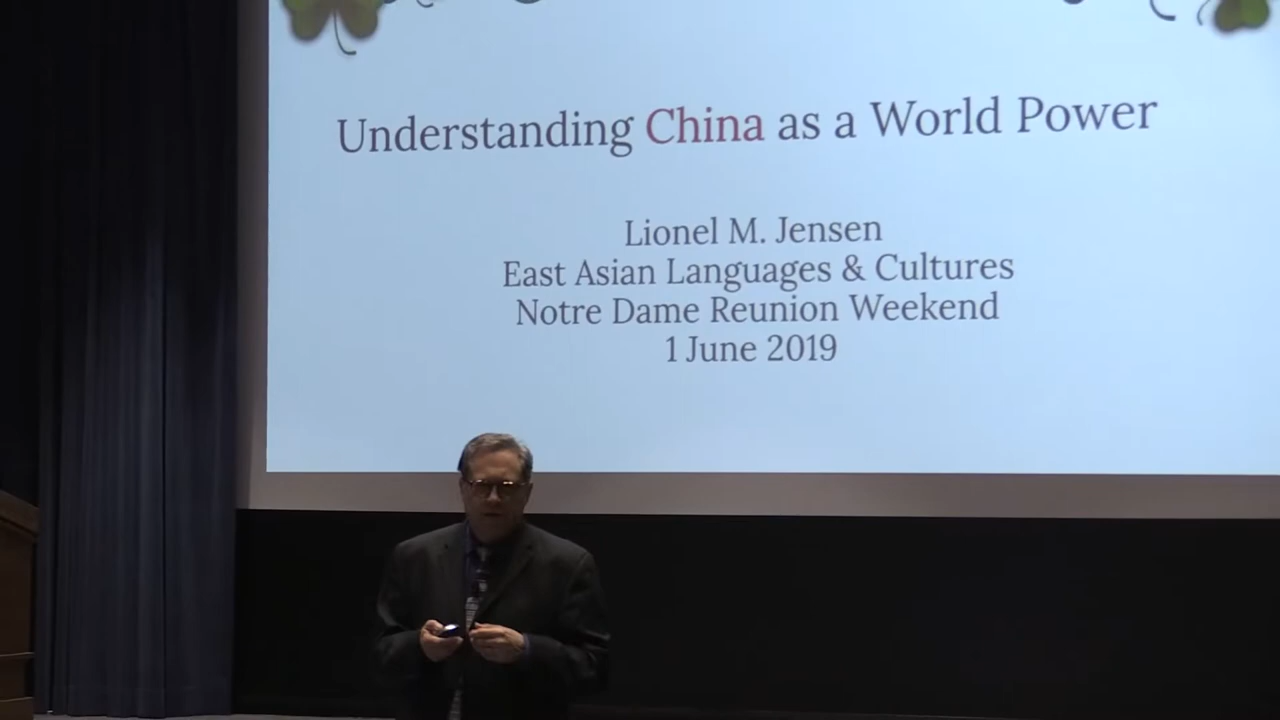 Understanding China as a World Power
Lionel M. Jensen
East Asian Languages & Cultures
Notre Dame Reunion Weekend
1 June 2019